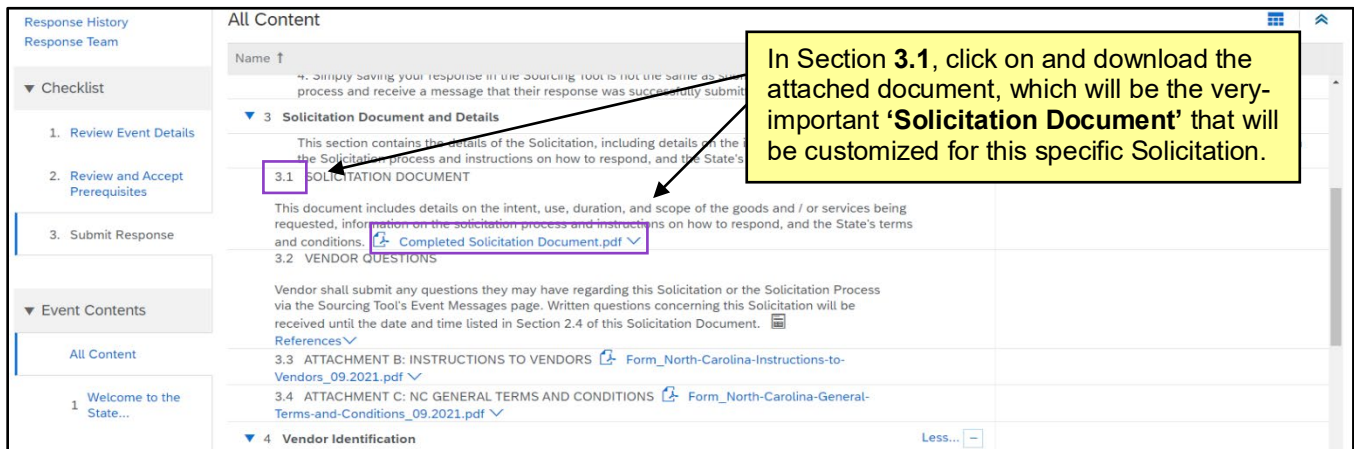 Response History
Response Team
▼ Checklist
1. Review Event Details
2. Review and Accept
Prerequisites
3. Submit Response
▼ Event Contents
All Content
1 Welcome to the
State...
All Content
Name ↑
4. Simply saving your response in the Sourcing Tool is not the same as
process and receive a message that their response was successfully submit
▼ 3 Solicitation Document and Details
This section contains the details of the Solicitation, including details on the
the Solicitation process and instructions on how to respond, and the State's
3.1 SOLICITATION DOCUMENT
This document includes details on the intent, use, duration, and scope of the goods and / or services being
requested, information on the solicitation process and instructions on how to respond, and the State's terms
and conditions. Completed Solicitation Document.pdf
3.2 VENDOR QUESTIONS
Vendor shall submit any questions they may have regarding this Solicitation or the Solicitation Process
via the Sourcing Tool's Event Messages page. Written questions concerning this Solicitation will be
received until the date and time listed in Section 2.4 of this Solicitation Document.
References
3.3 ATTACHMENT B: INSTRUCTIONS TO VENDORS Form_North-Carolina-Instructions-to-
Vendors_09.2021.pdf
3.4 ATTACHMENT C: NC GENERAL TERMS AND CONDITIONS Form_North-Carolina-General-
Terms-and-Conditions_09.2021.pdf
▼ 4 Vendor Identification
Less... −
In Section 3.1, click on and download the
attached document, which will be the very-
important ‘Solicitation Document’ that will
be customized for this specific Solicitation.